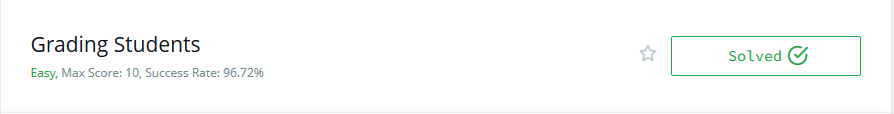 Grading Students
Solved
Easy, Max Score: 10, Success Rate: 96.72%